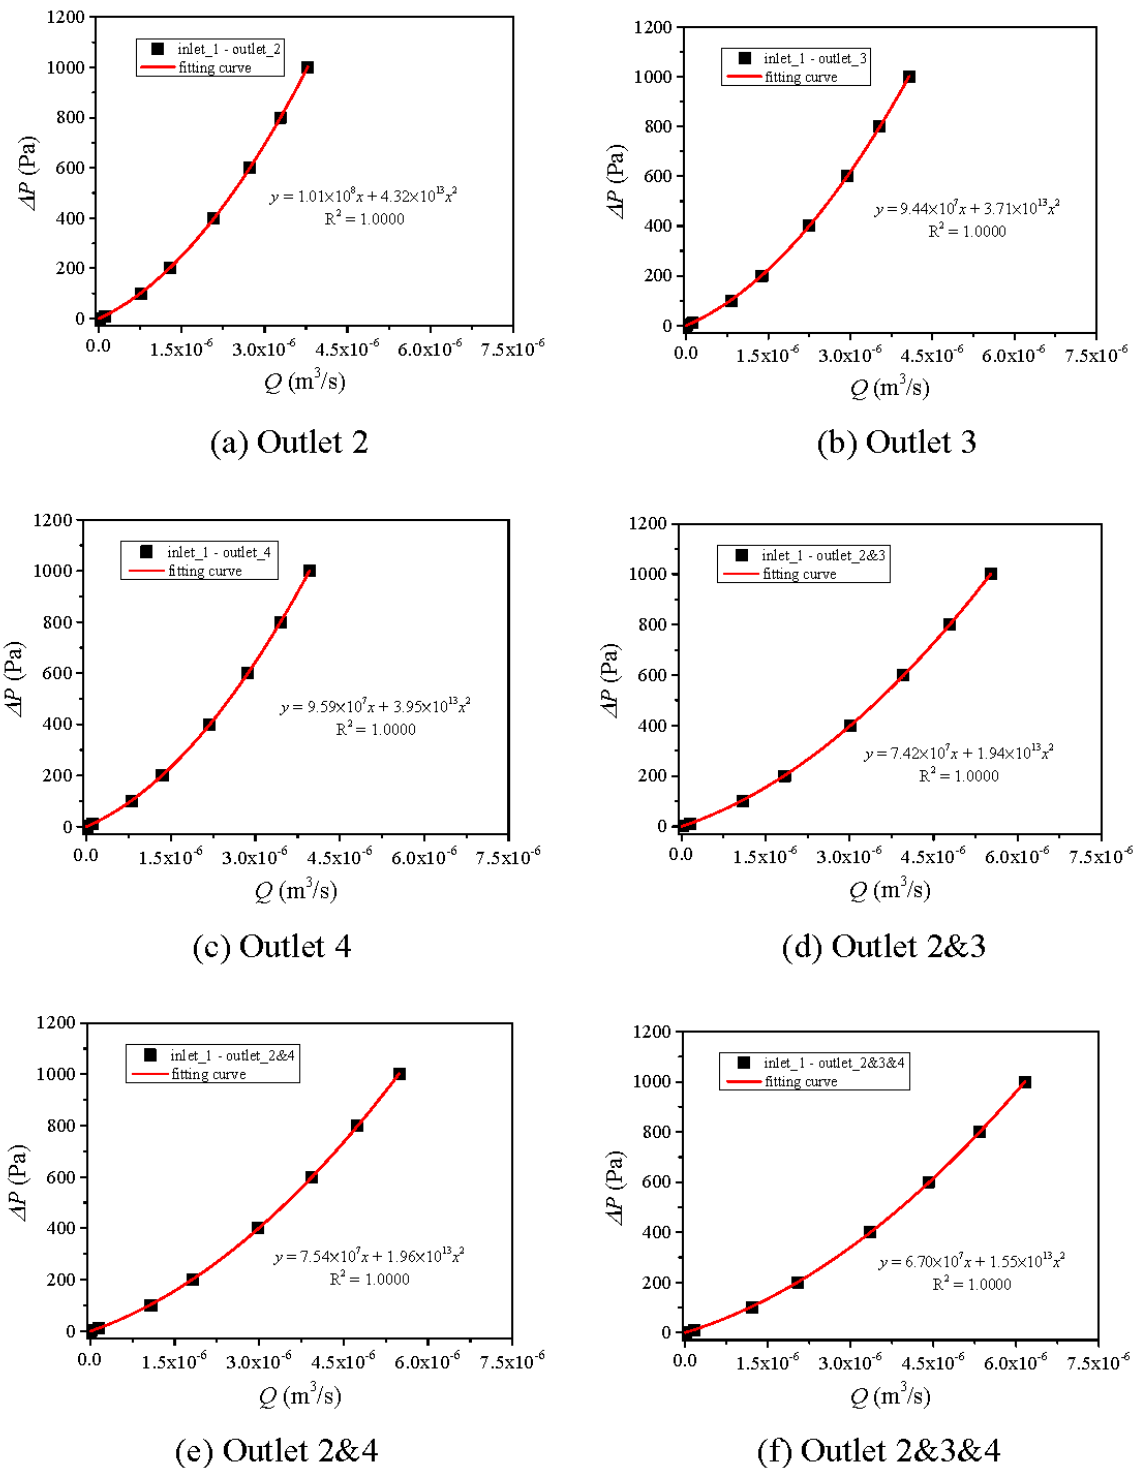 1200
1000
800
600
400
200
0
ΔP (Pa)
inlet_1 - outlet_2
fitting curve
y = 1.01×10⁸x + 4.32×10¹³x²
R² = 1.0000
0.0 1.5x10⁻⁶ 3.0x10⁻⁶ 4.5x10⁻⁶ 6.0x10⁻⁶ 7.5x10⁻⁶
Q (m³/s)
(a) Outlet 2
1200
1000
800
600
400
200
0
ΔP (Pa)
inlet_1 - outlet_3
fitting curve
y = 9.44×10⁷x + 3.71×10¹³x²
R² = 1.0000
0.0 1.5x10⁻⁶ 3.0x10⁻⁶ 4.5x10⁻⁶ 6.0x10⁻⁶ 7.5x10⁻⁶
Q (m³/s)
(b) Outlet 3
1200
1000
800
600
400
200
0
ΔP (Pa)
inlet_1 - outlet_4
fitting curve
y = 9.59×10⁷x + 3.95×10¹³x²
R² = 1.0000
0.0 1.5x10⁻⁶ 3.0x10⁻⁶ 4.5x10⁻⁶ 6.0x10⁻⁶ 7.5x10⁻⁶
Q (m³/s)
(c) Outlet 4
1200
1000
800
600
400
200
0
ΔP (Pa)
inlet_1 - outlet_2&3
fitting curve
y = 7.42×10⁷x + 1.94×10¹³x²
R² = 1.0000
0.0 1.5x10⁻⁶ 3.0x10⁻⁶ 4.5x10⁻⁶ 6.0x10⁻⁶ 7.5x10⁻⁶
Q (m³/s)
(d) Outlet 2&3
1200
1000
800
600
400
200
0
ΔP (Pa)
inlet_1 - outlet_2&4
fitting curve
y = 7.54×10⁷x + 1.96×10¹³x²
R² = 1.0000
0.0 1.5x10⁻⁶ 3.0x10⁻⁶ 4.5x10⁻⁶ 6.0x10⁻⁶ 7.5x10⁻⁶
Q (m³/s)
(e) Outlet 2&4
1200
1000
800
600
400
200
0
ΔP (Pa)
inlet_1 - outlet_2&3&4
fitting curve
y = 6.70×10⁷x + 1.55×10¹³x²
R² = 1.0000
0.0 1.5x10⁻⁶ 3.0x10⁻⁶ 4.5x10⁻⁶ 6.0x10⁻⁶ 7.5x10⁻⁶
Q (m³/s)
(f) Outlet 2&3&4